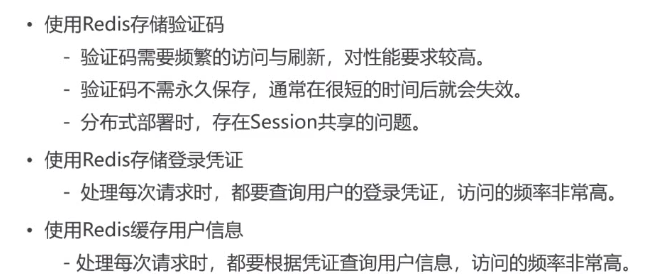 • 使用Redis存储验证码
- 验证码需要频繁的访问与刷新，对性能要求较高。
- 验证码不需永久保存，通常在很短的时间后就会失效。
- 分布式部署时，存在Session共享的问题。
• 使用Redis存储登录凭证
- 处理每次请求时，都要查询用户的登录凭证，访问的频率非常高。
• 使用Redis缓存用户信息
- 处理每次请求时，都要根据凭证查询用户信息，访问的频率非常高。